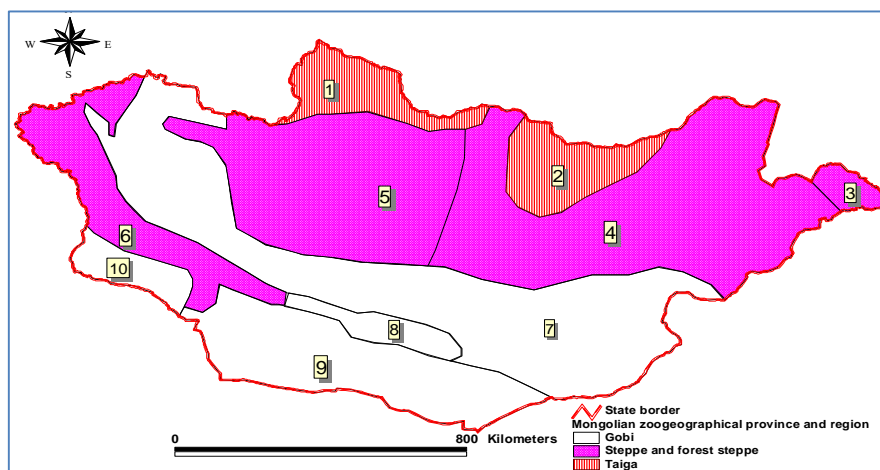 N
W E
S
1
2
3
5
4
6
10
7
8
9
0 800 Kilometers
State border
Mongolian zoogeographical province and region
Gobi
Steppe and forest steppe
Taiga